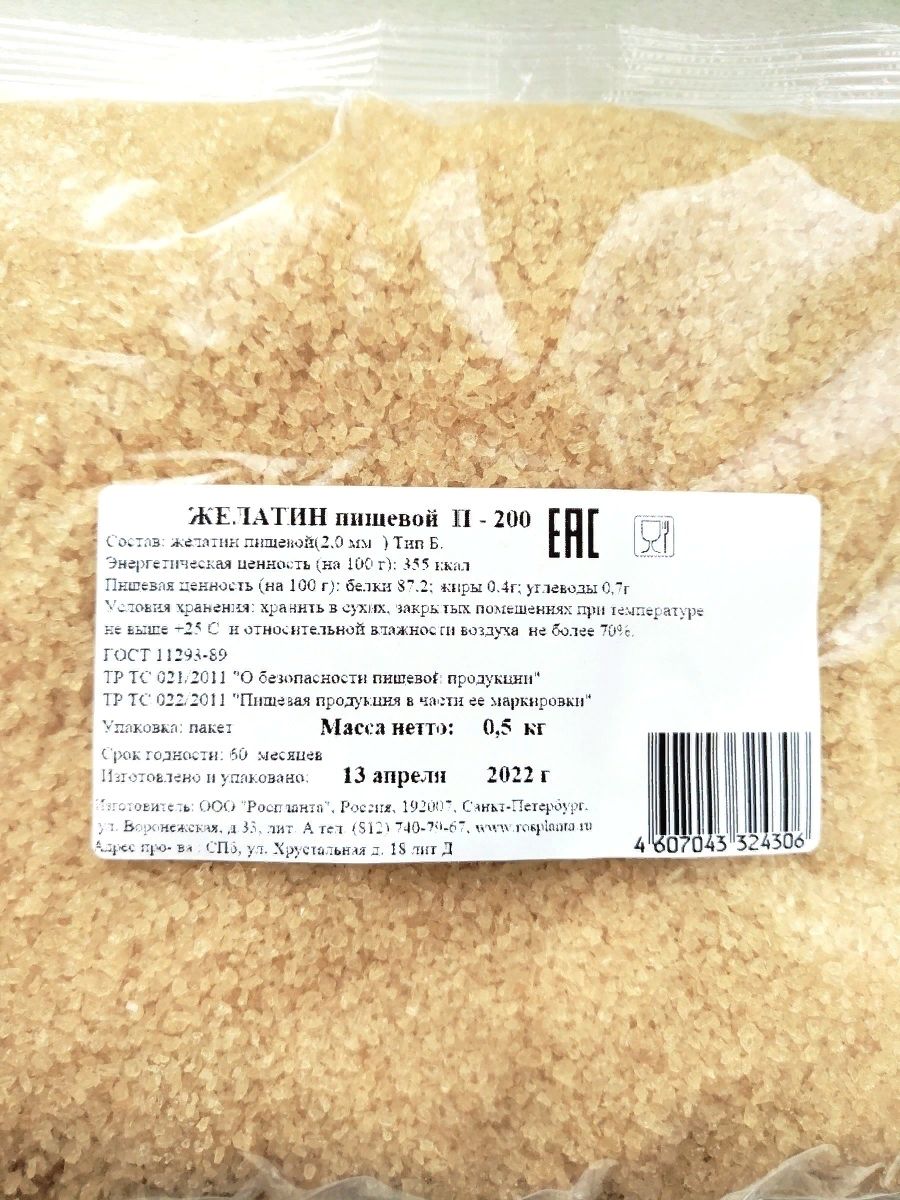 ЖЕЛАТИН пищевой П - 200 EAC
Состав: желатин пищевой(2,0 мм ) Тип Б.
Энергетическая ценность (на 100 г): 355 ккал
Пищевая ценность (на 100 г): белки 87.2; жиры 0.4г; углеводы 0,7г
Условия хранения: хранить в сухих, закрытых помещениях при температуре
не выше +25 С и относительной влажности воздуха не более 70%.
ГОСТ 11293-89
ТР ТС 021/2011 "О безопасности пищевой продукции"
ТР ТС 022/2011 "Пищевая продукция в части ее маркировки"
Упаковка: пакет Масса нетто: 0,5 кг
Срок годности: 60 месяцев
Изготовлено и упаковано: 13 апреля 2022 г
Изготовитель: ООО "Роспланта", Россия, 192007, Санкт-Петербург.
ул. Воронежская, д 33, лит. А тел. (812) 740-79-67, www.rosplanta.ru
Адрес про- ва : СПб, ул. Хрустальная д. 18 лит Д
4 607043 324306